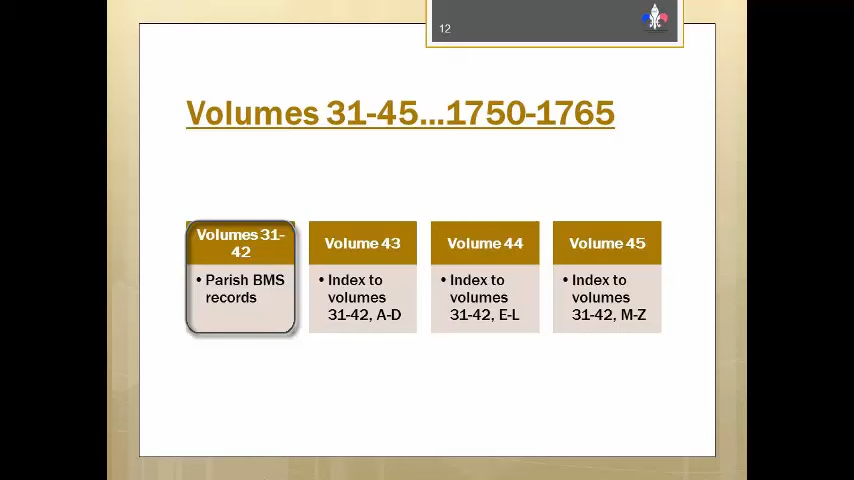 12
Volumes 31-45...1750-1765
Volumes 31-
42
• Parish BMS
records
Volume 43
• Index to
volumes
31-42, A-D
Volume 44
• Index to
volumes
31-42, E-L
Volume 45
• Index to
volumes
31-42, M-Z